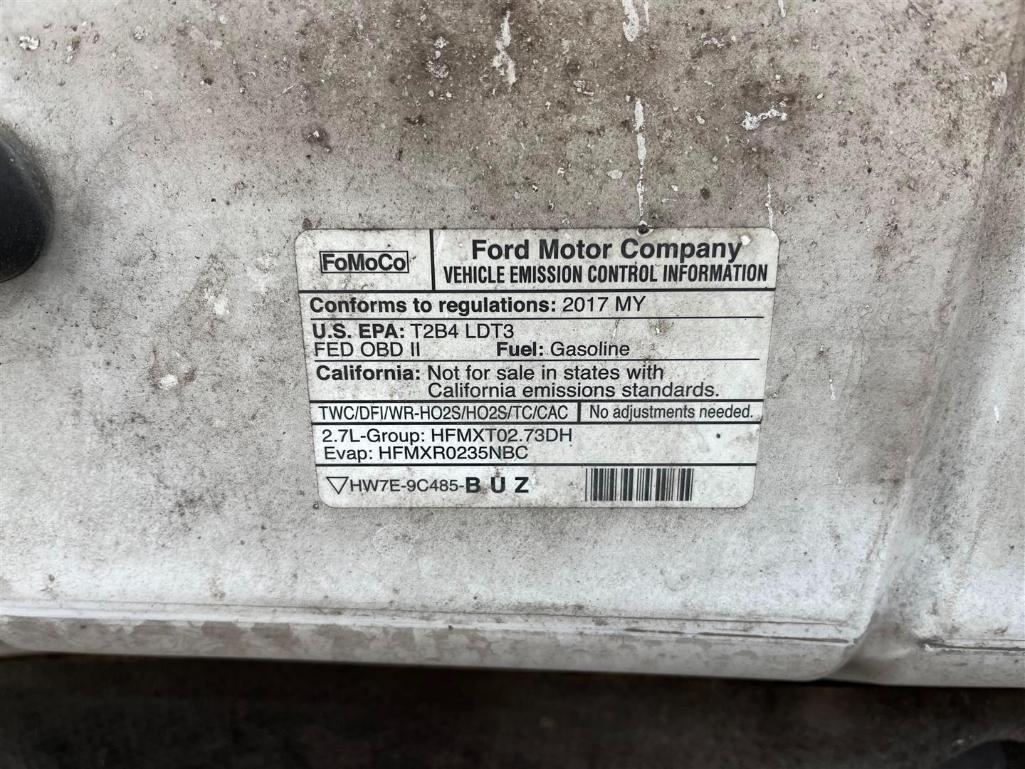 FoMoCo
Ford Motor Company
VEHICLE EMISSION CONTROL INFORMATION
Conforms to regulations: 2017 MY
U.S. EPA: T2B4 LDT3
FED OBD II Fuel: Gasoline
California: Not for sale in states with
California emissions standards.
TWC/DFI/WR-HO2S/HO2S/TC/CAC No adjustments needed.
2.7L-Group: HFMXT02.73DH
Evap: HFMXR0235NBC
▽HW7E-9C485-B U Z